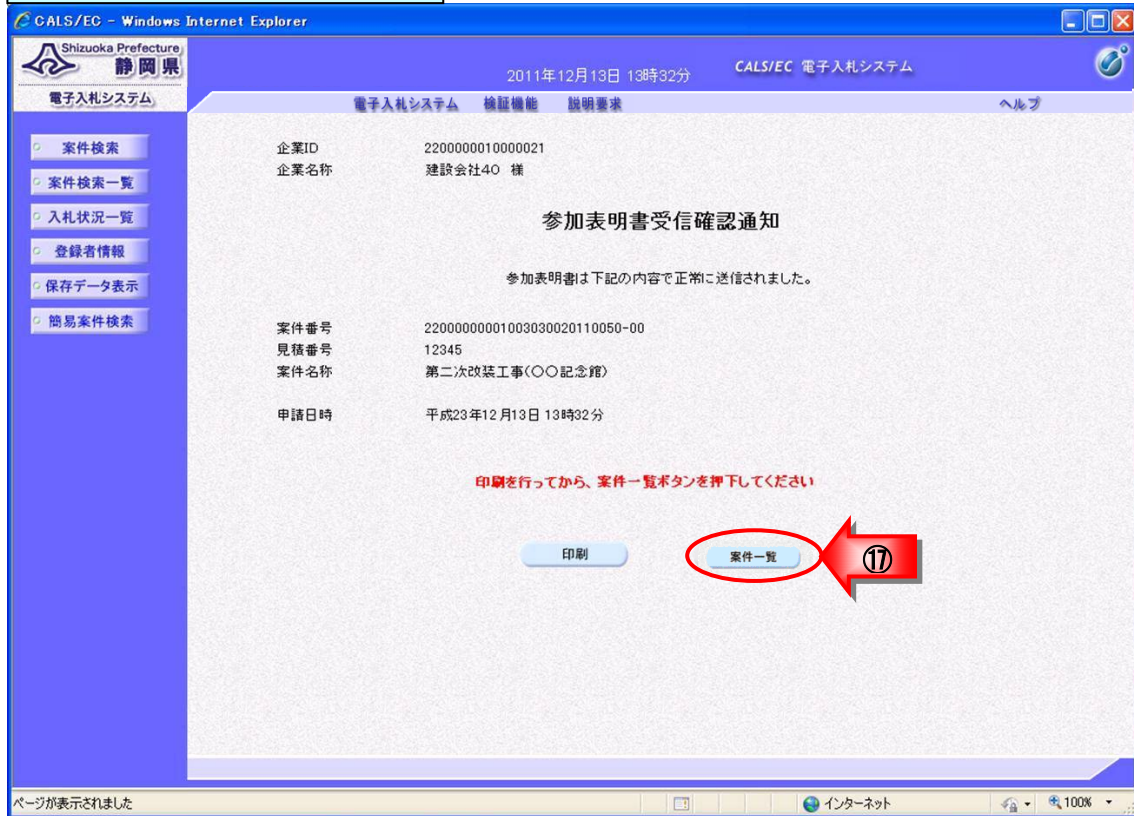 CALS/EC - Windows Internet Explorer
Shizuoka Prefecture
静岡県
電子入札システム
2011年12月13日 13時32分
CALS/EC 電子入札システム
電子入札システム 検証機能 説明要求 ヘルプ
案件検索
案件検索一覧
入札状況一覧
登録者情報
保存データ表示
簡易案件検索
企業ID 2200000010000021
企業名称 建設会社40 様
参加表明書受信確認通知
参加表明書は下記の内容で正常に送信されました。
案件番号 2200000000100303002011​0050-00
見積番号 12345
案件名称 第二次改装工事(〇〇記念館)
申請日時 平成23年12月13日 13時32分
印刷を行ってから、案件一覧ボタンを押下してください
印刷
案件一覧
⑰
ページが表示されました
インターネット
100%